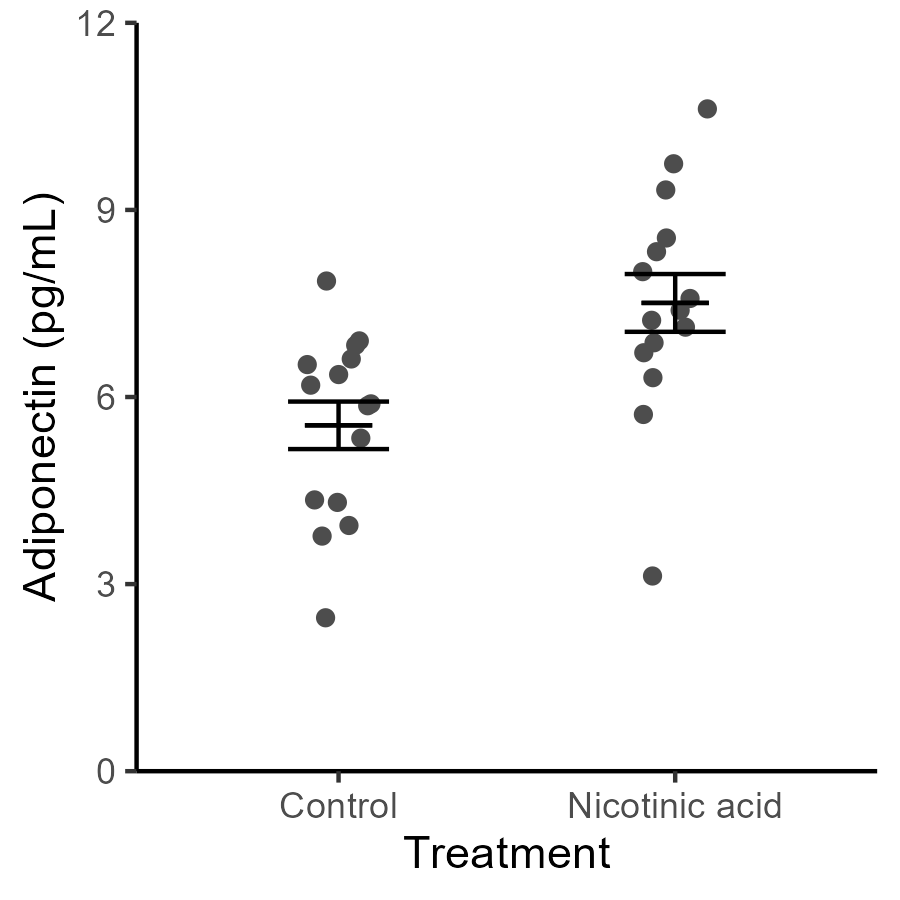 Adiponectin (pg/mL)
12
9
6
3
0
Control
Nicotinic acid
Treatment